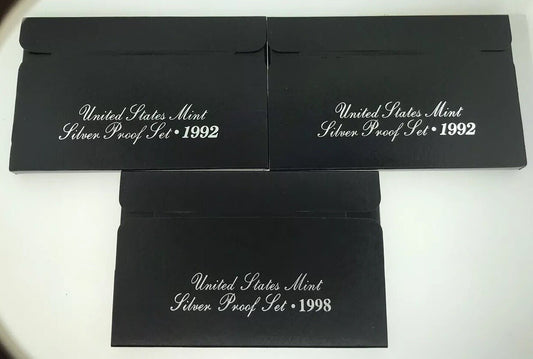 United States Mint
Silver Proof Set • 1992
United States Mint
Silver Proof Set • 1992
United States Mint
Silver Proof Set • 1998